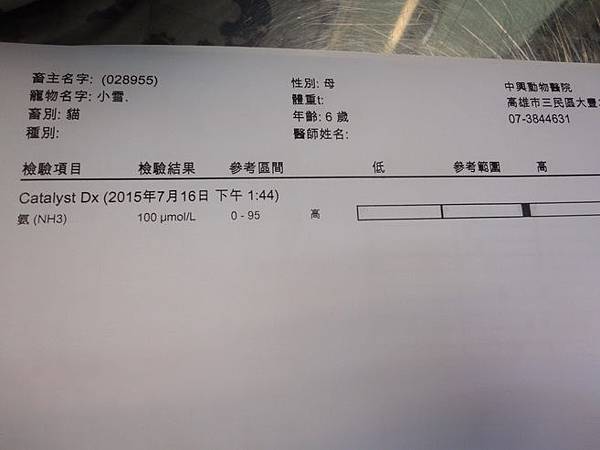 畜主名字: (028955)
寵物名字: 小雪.
畜別: 貓
種別:
性別: 母
體重t:
年齡: 6 歲
醫師姓名:
中興動物醫院
高雄市三民區大豐
07-3844631
檢驗項目 檢驗結果 參考區間 低 參考範圍 高
Catalyst Dx (2015年7月16日 下午 1:44)
氨 (NH3) 100 µmol/L 0 - 95 高